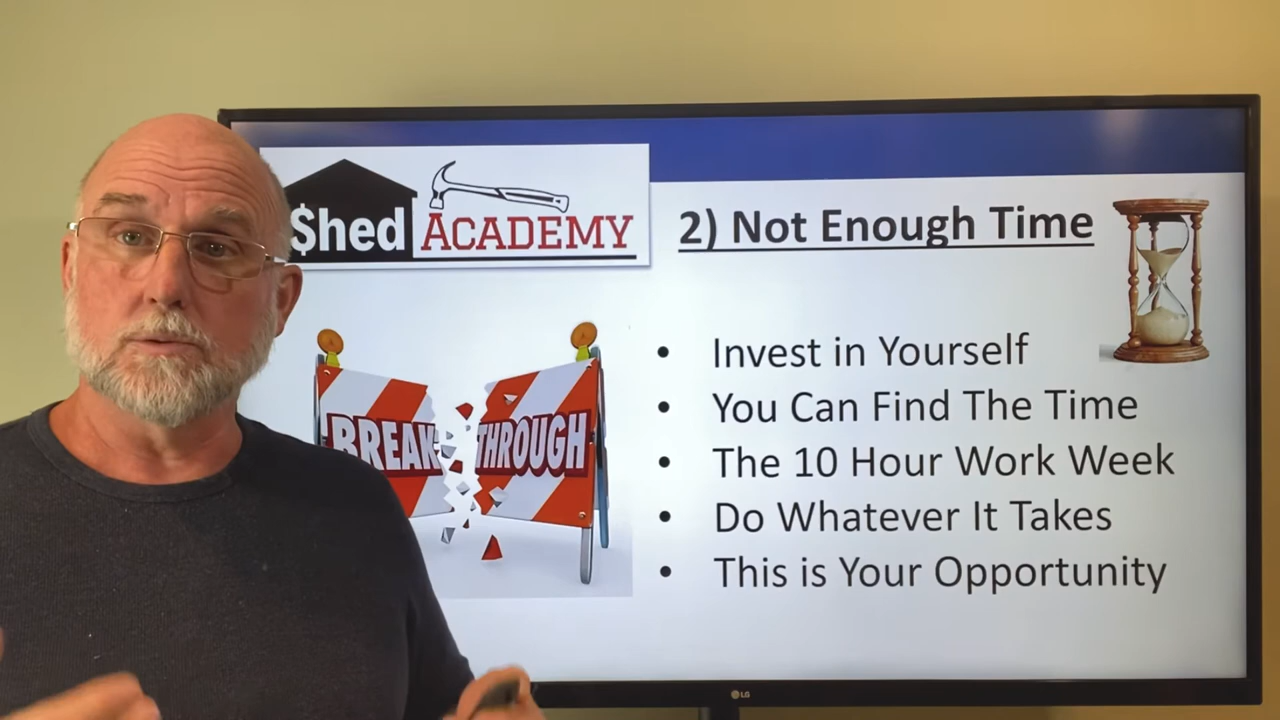 $hed ACADEMY
2) Not Enough Time
BREAK THROUGH
• Invest in Yourself
• You Can Find The Time
• The 10 Hour Work Week
• Do Whatever It Takes
• This is Your Opportunity
LG